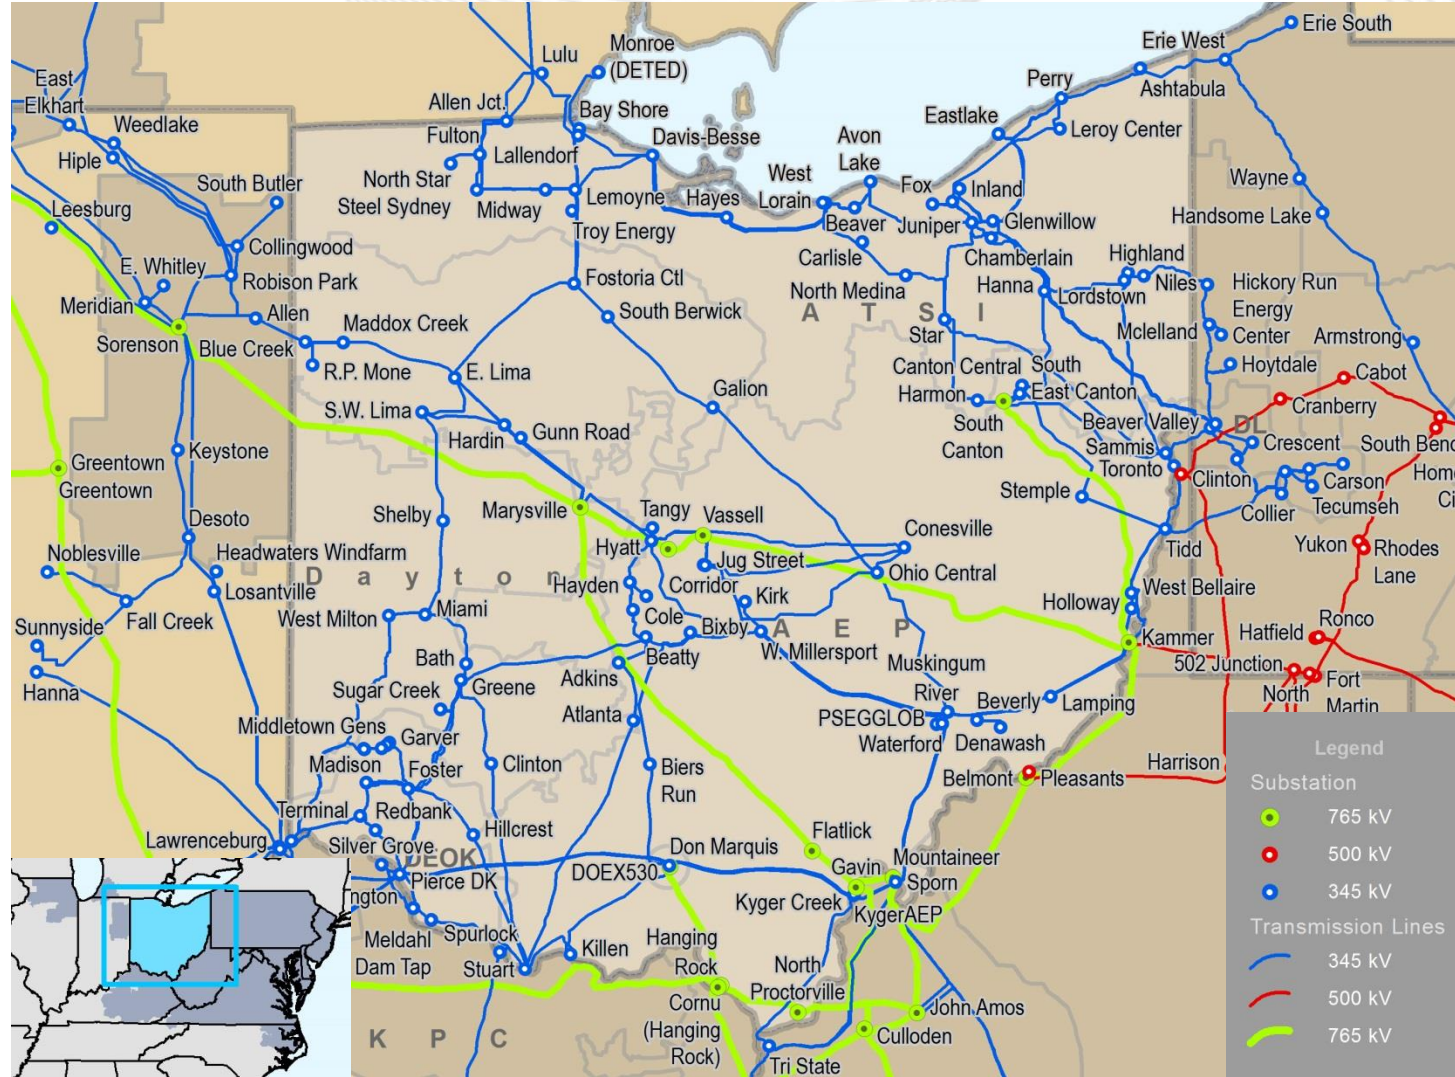 Erie South
Erie West
Monroe
(DETED)
Lulu
East
Elkhart
Perry
Ashtabula
Allen Jct.
Bay Shore
Weedlake
Fulton
Eastlake
Leroy Center
Davis-Besse
Avon
Lake
Hiple
Lallendorf
South Butler
North Star
Steel Sydney
West
Lorain
Fox
Inland
Wayne
Lemoyne
Hayes
Midway
Leesburg
Beaver
Juniper
Glenwillow
Handsome Lake
Troy Energy
Collingwood
Carlisle
Chamberlain
Highland
E. Whitley
Robison Park
Fostoria Ctl
North Medina
Hanna
Lordstown
Niles
Hickory Run
Energy
Center
Meridian
Allen
South Berwick
A T S I
Maddox Creek
Star
Mclelland
Armstrong
Sorenson
Blue Creek
R.P. Mone
E. Lima
Canton Central
South
Hoytdale
Cabot
Galion
Harmon
East Canton
Cranberry
S.W. Lima
South
Canton
Beaver Valley
DL
Hardin
Gunn Road
Sammis
Crescent
South Bend
Keystone
Toronto
Clinton
Greentown
Greentown
Carson
Stemple
Collier
Tecumseh
Marysville
Tangy
Vassell
Shelby
Conesville
Desoto
Hyatt
Tidd
Yukon
Rhodes
Lane
Noblesville
Headwaters Windfarm
Jug Street
Ohio Central
D a y t o n
Hayden
Corridor
Losantville
Kirk
West Bellaire
Fall Creek
West Milton
Miami
Cole
Holloway
Sunnyside
Bixby
A E P
Hatfield
Ronco
Kammer
W. Millersport
Beatty
Bath
Muskingum
River
502 Junction
Hanna
Adkins
Sugar Creek
Greene
Beverly
Lamping
North
Fort
Martin
Atlanta
PSEGGLOB
Waterford
Denawash
Middletown Gens
Garver
Madison
Foster
Clinton
Biers
Run
Belmont
Pleasants
Harrison
Terminal
Redbank
Lawrenceburg
Hillcrest
Flatlick
Silver Grove
DEOK
Don Marquis
Gavin
Mountaineer
Pierce DK
DOEX530
Sporn
ngton
Kyger Creek
KygerAEP
Meldahl
Dam Tap
Spurlock
Killen
Hanging
Rock
Stuart
North
Proctorville
Cornu
(Hanging
Rock)
John Amos
K P C
Culloden
Tri State
Legend
Substation
765 kV
500 kV
345 kV
Transmission Lines
345 kV
500 kV
765 kV